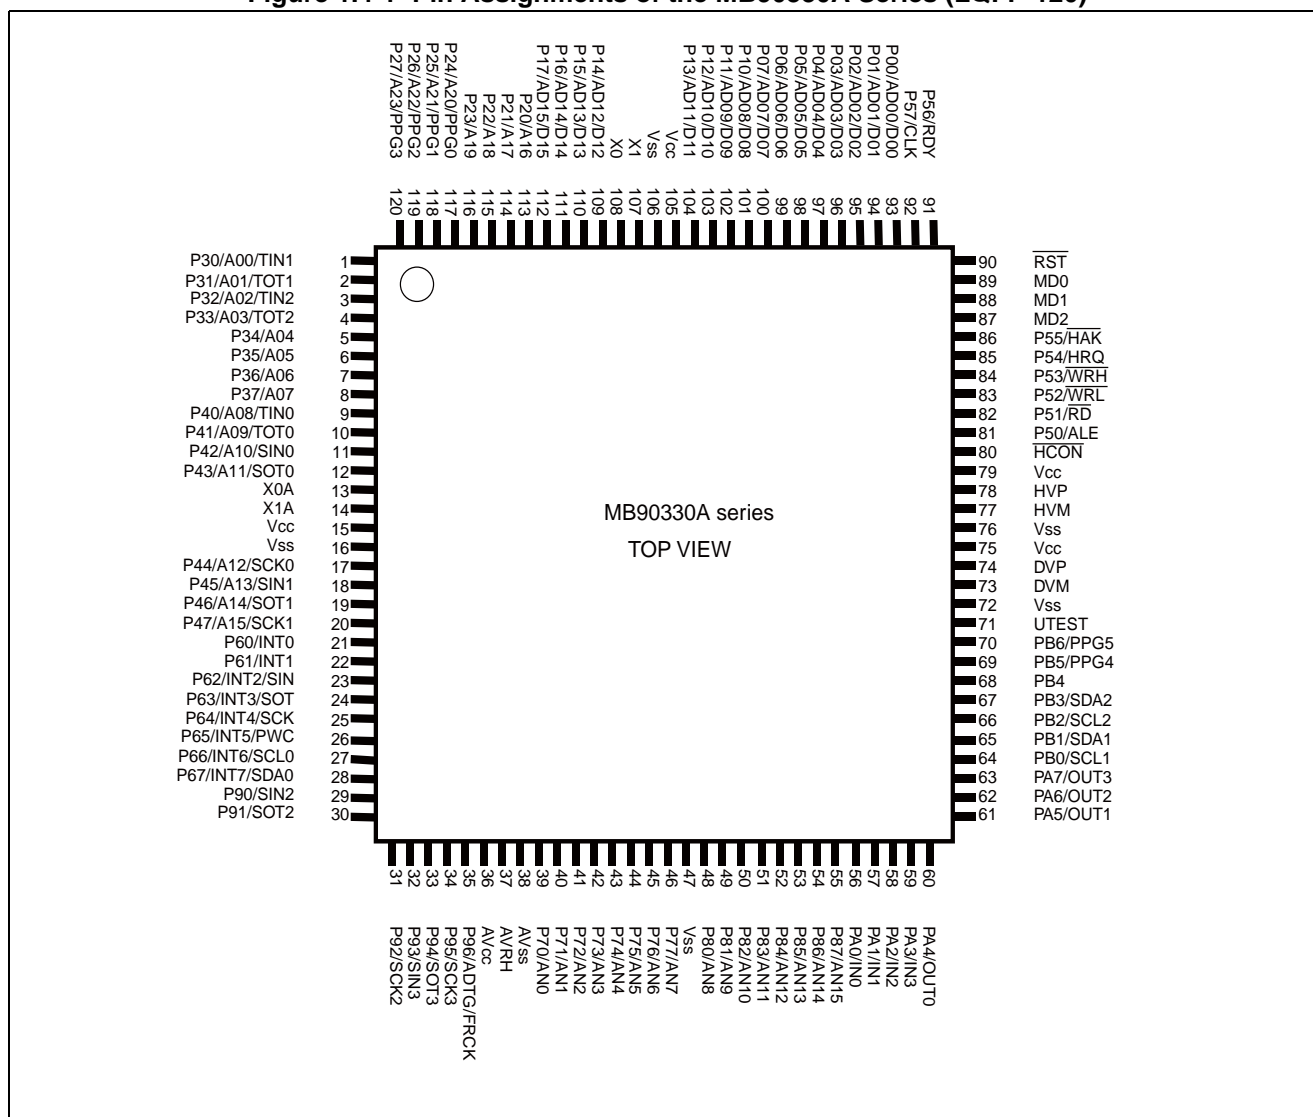 Figure Pin Assignments of the MB90330A Series
P27/A23/PPG3
P26/A22/PPG2
P25/A21/PPG1
P24/A20/PPG0
P23/A19
P22/A18
P21/A17
P20/A16
P17/AD15/D15
P16/AD14/D14
P15/AD13/D13
P14/AD12/D12
X0
X1
Vss
Vcc
P13/AD11/D11
P12/AD10/D10
P11/AD09/D09
P10/AD08/D08
P07/AD07/D07
P06/AD06/D06
P05/AD05/D05
P04/AD04/D04
P03/AD03/D03
P02/AD02/D02
P01/AD01/D01
P00/AD00/D00
P57/CLK
P56/RDY
120
119
118
117
116
115
114
113
112
111
110
109
108
107
106
105
104
103
102
101
100
99
98
97
96
95
94
93
92
91
P30/A00/TIN1 1
P31/A01/TOT1 2
P32/A02/TIN2 3
P33/A03/TOT2 4
P34/A04 5
P35/A05 6
P36/A06 7
P37/A07 8
P40/A08/TIN0 9
P41/A09/TOT0 10
P42/A10/SIN0 11
P43/A11/SOT0 12
X0A 13
X1A 14
Vcc 15
Vss 16
P44/A12/SCK0 17
P45/A13/SIN1 18
P46/A14/SOT1 19
P47/A15/SCK1 20
P60/INT0 21
P61/INT1 22
P62/INT2/SIN 23
P63/INT3/SOT 24
P64/INT4/SCK 25
P65/INT5/PWC 26
P66/INT6/SCL0 27
P67/INT7/SDA0 28
P90/SIN2 29
P91/SOT2 30
MB90330A series
TOP VIEW
90 RST
89 MD0
88 MD1
87 MD2
86 P55/HAK
85 P54/HRQ
84 P53/WRH
83 P52/WRL
82 P51/RD
81 P50/ALE
80 HCON
79 Vcc
78 HVP
77 HVM
76 Vss
75 Vcc
74 DVP
73 DVM
72 Vss
71 UTEST
70 PB6/PPG5
69 PB5/PPG4
68 PB4
67 PB3/SDA2
66 PB2/SCL2
65 PB1/SDA1
64 PB0/SCL1
63 PA7/OUT3
62 PA6/OUT2
61 PA5/OUT1
31
32
33
34
35
36
37
38
39
40
41
42
43
44
45
46
47
48
49
50
51
52
53
54
55
56
57
58
59
60
P92/SCK2
P93/SIN3
P94/SOT3
P95/SCK3
P96/ADTG/FRCK
AVcc
AVRH
AVss
P70/AN0
P71/AN1
P72/AN2
P73/AN3
P74/AN4
P75/AN5
P76/AN6
P77/AN7
Vss
P80/AN8
P81/AN9
P82/AN10
P83/AN11
P84/AN12
P85/AN13
P86/AN14
P87/AN15
PA0/IN0
PA1/IN1
PA2/IN2
PA3/IN3
PA4/OUT0